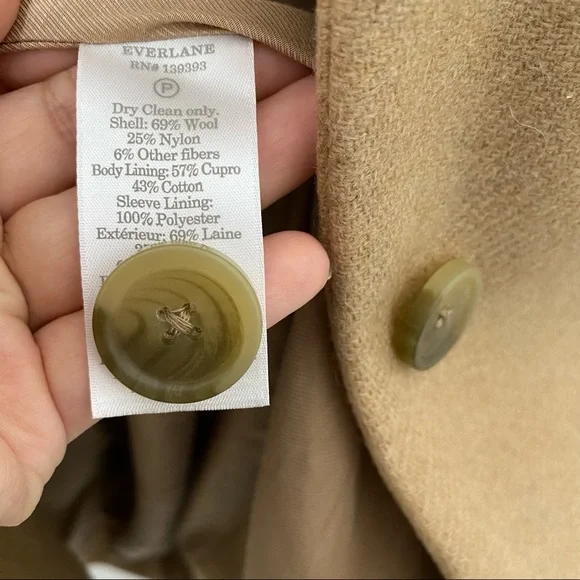 EVERLANE
RN# 139393
P
Dry Clean only.
Shell: 69% Wool
25% Nylon
6% Other fibers
Body Lining: 57% Cupro
43% Cotton
Sleeve Lining:
100% Polyester
Extérieur: 69% Laine